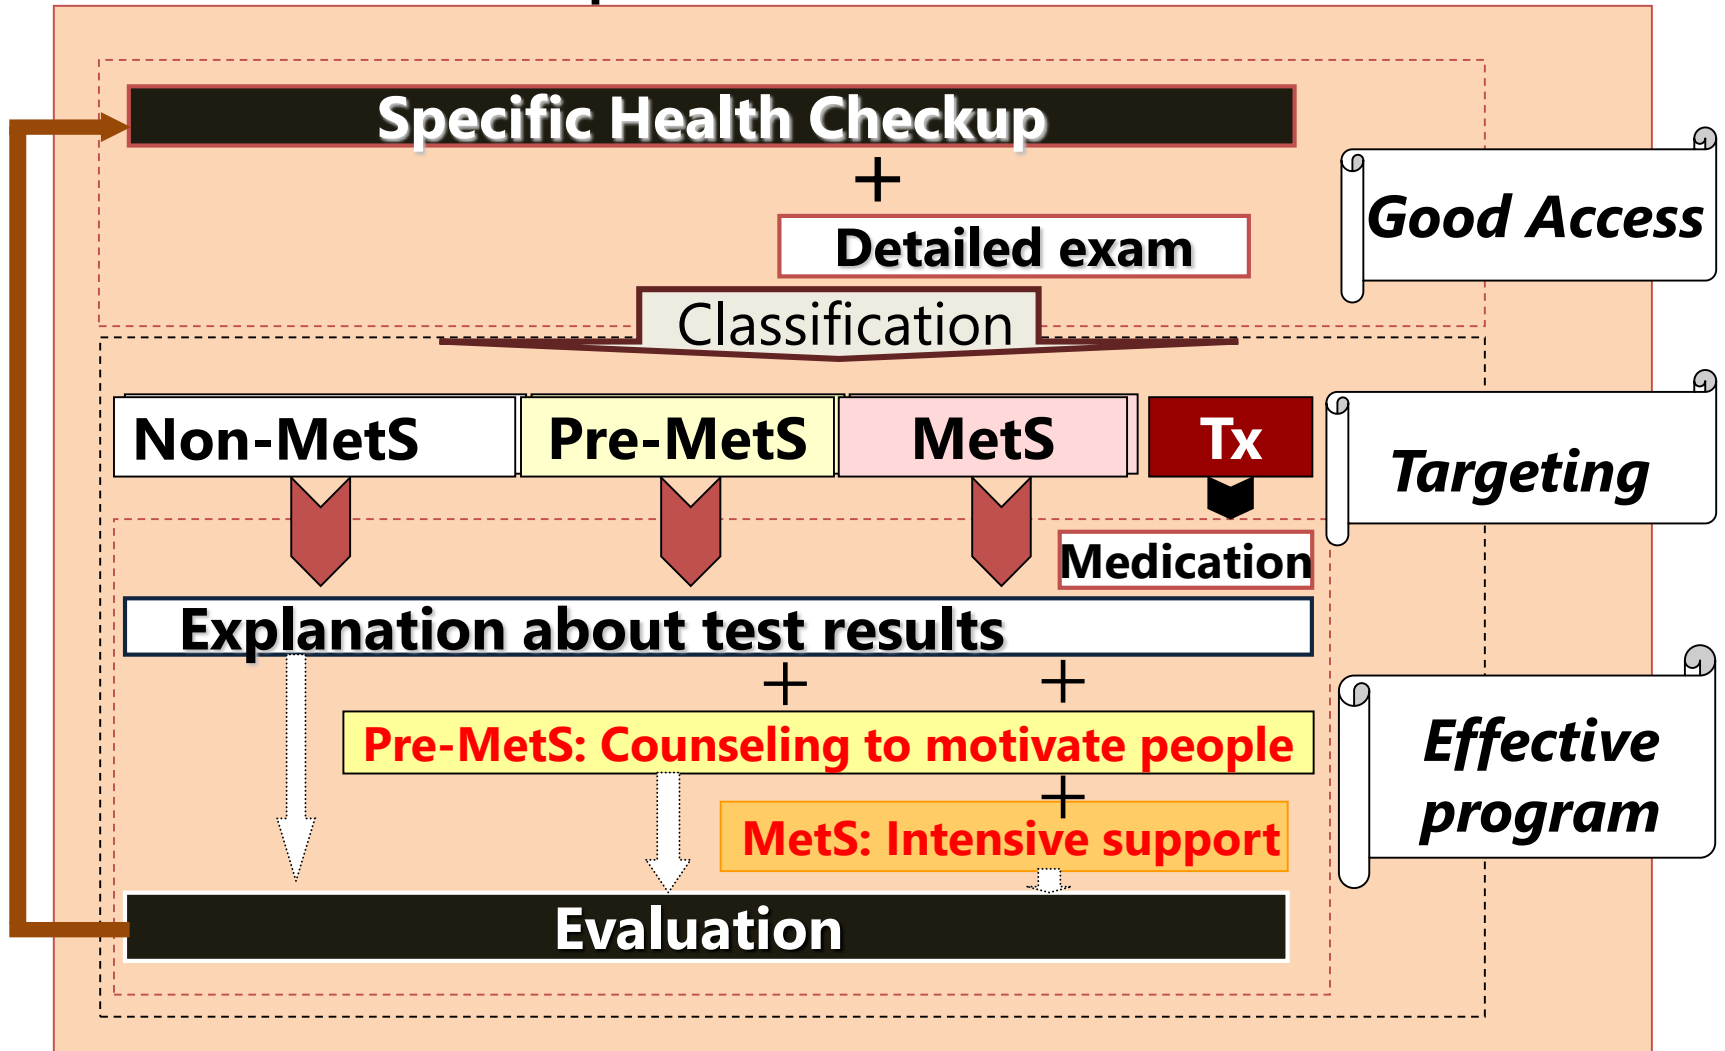 Specific Health Checkup
+
Detailed exam
Good Access
Classification
Non-MetS
Pre-MetS
MetS
Tx
Targeting
Medication
Explanation about test results
+
+
Pre-MetS: Counseling to motivate people
+
MetS: Intensive support
Effective
program
Evaluation